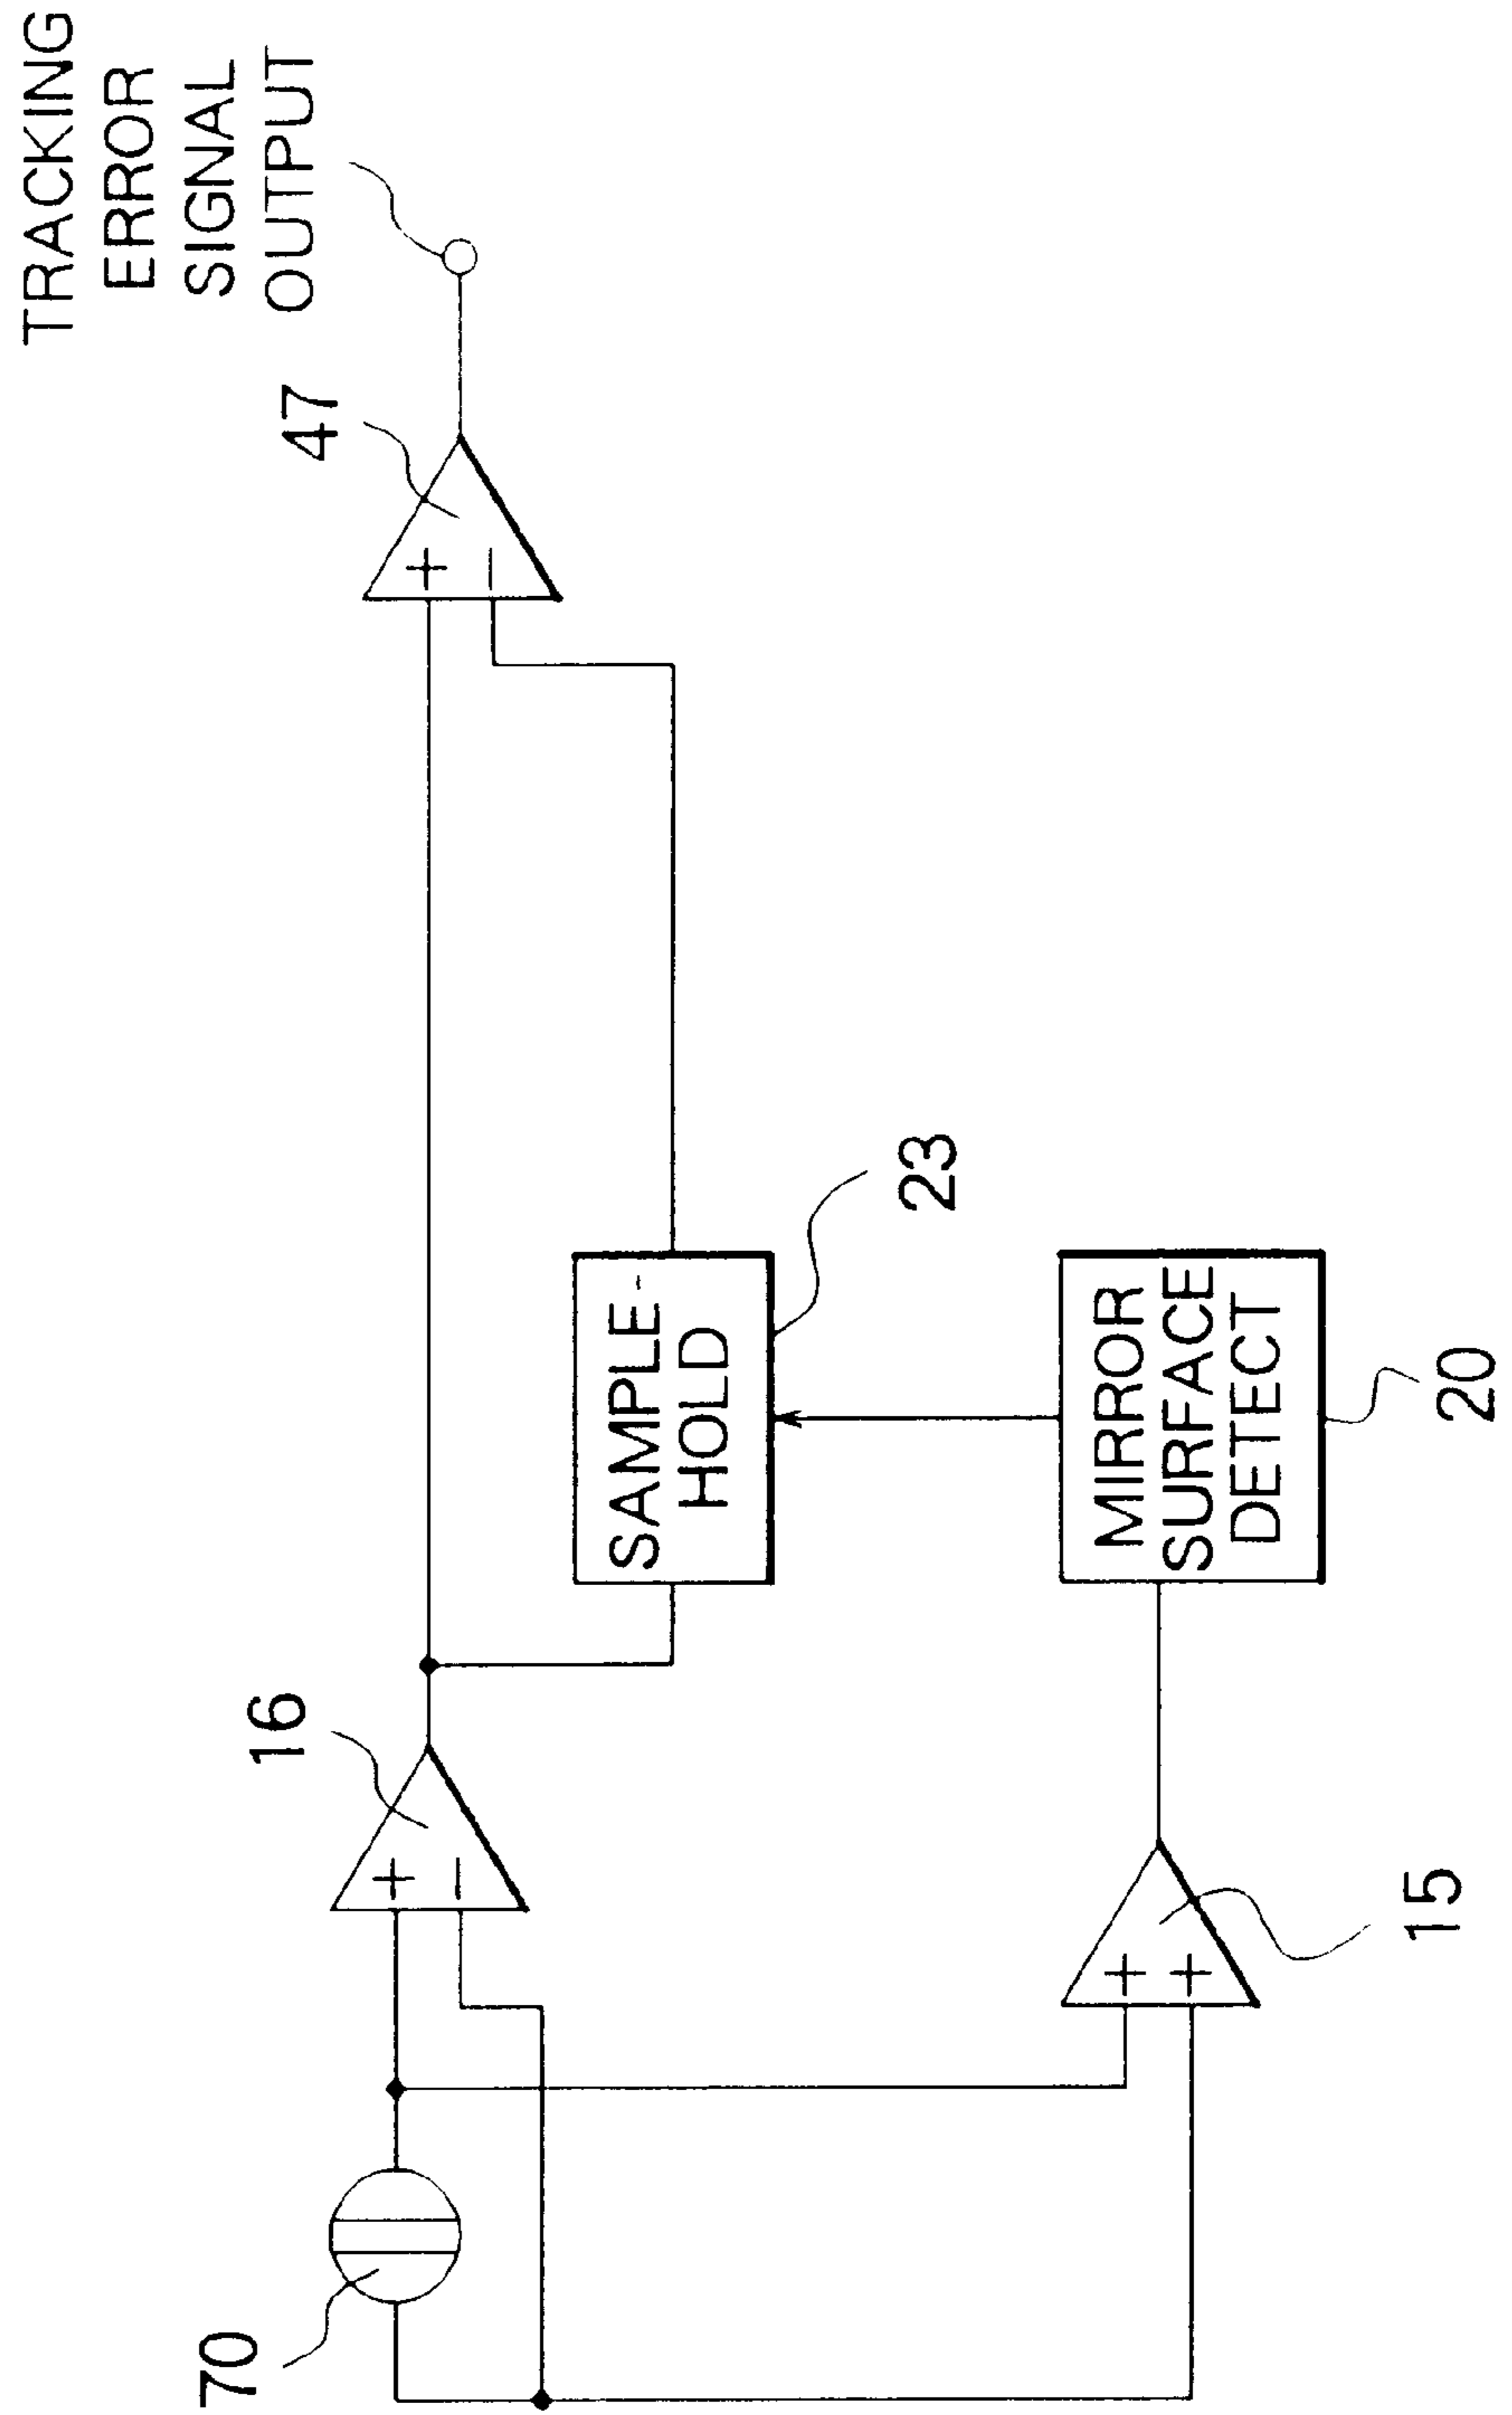 TRACKING
ERROR
SIGNAL
OUTPUT
47
+
−
16
+
−
SAMPLE-
HOLD
23
70
MIRROR
SURFACE
DETECT
20
15
+
+